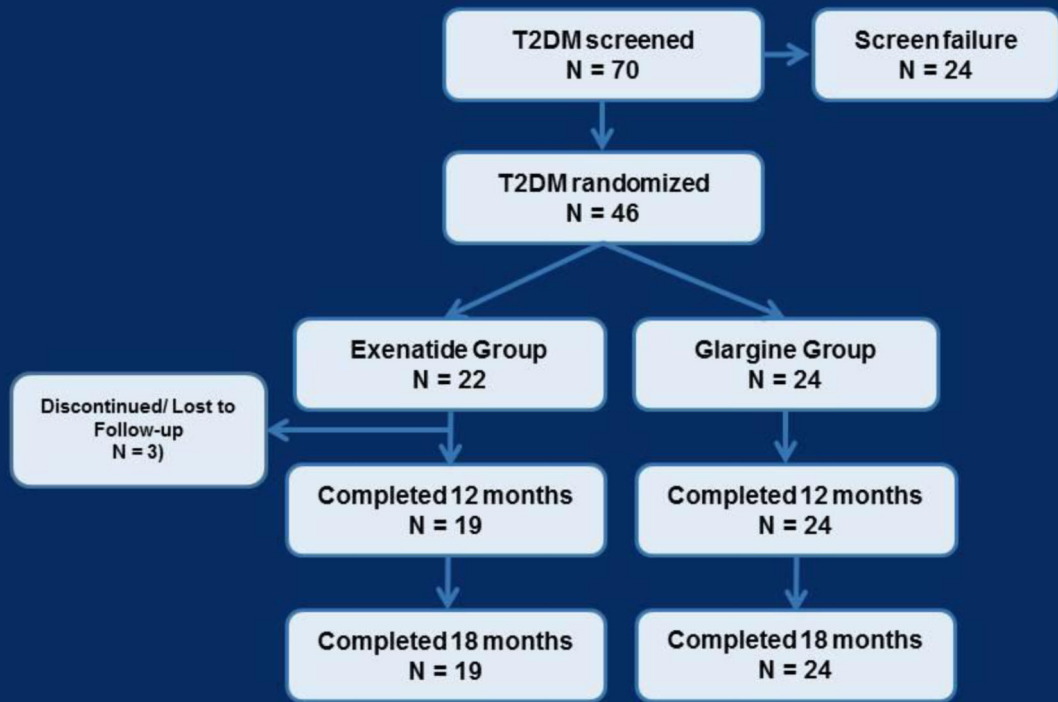 T2DM screened
N = 70
Screen failure
N = 24
T2DM randomized
N = 46
Exenatide Group
N = 22
Glargine Group
N = 24
Discontinued/ Lost to
Follow-up
N = 3)
Completed 12 months
N = 19
Completed 12 months
N = 24
Completed 18 months
N = 19
Completed 18 months
N = 24